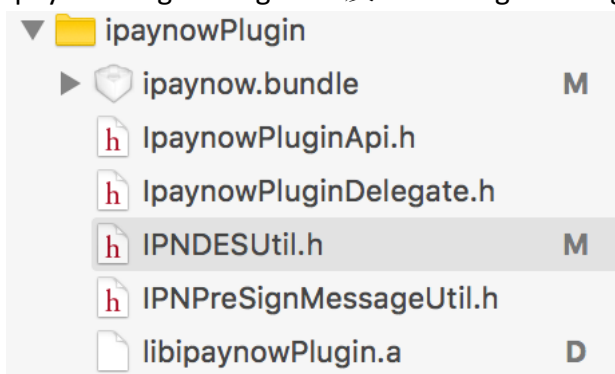 ipaynowPlugin
ipaynow.bundle M
IpaynowPluginApi.h
IpaynowPluginDelegate.h
IPNDESUtil.h M
IPNPreSignMessageUtil.h
libipaynowPlugin.a D